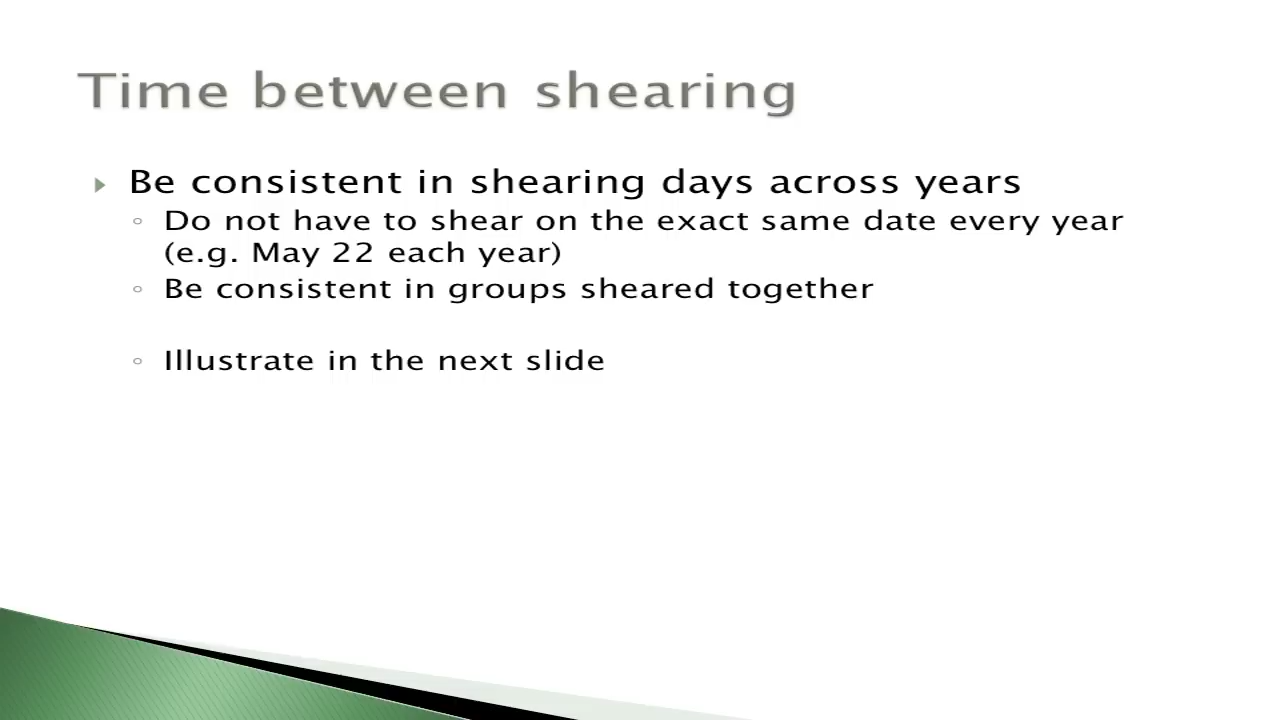 Time between shearing
Be consistent in shearing days across years
Do not have to shear on the exact same date every year
(e.g. May 22 each year)
Be consistent in groups sheared together
Illustrate in the next slide